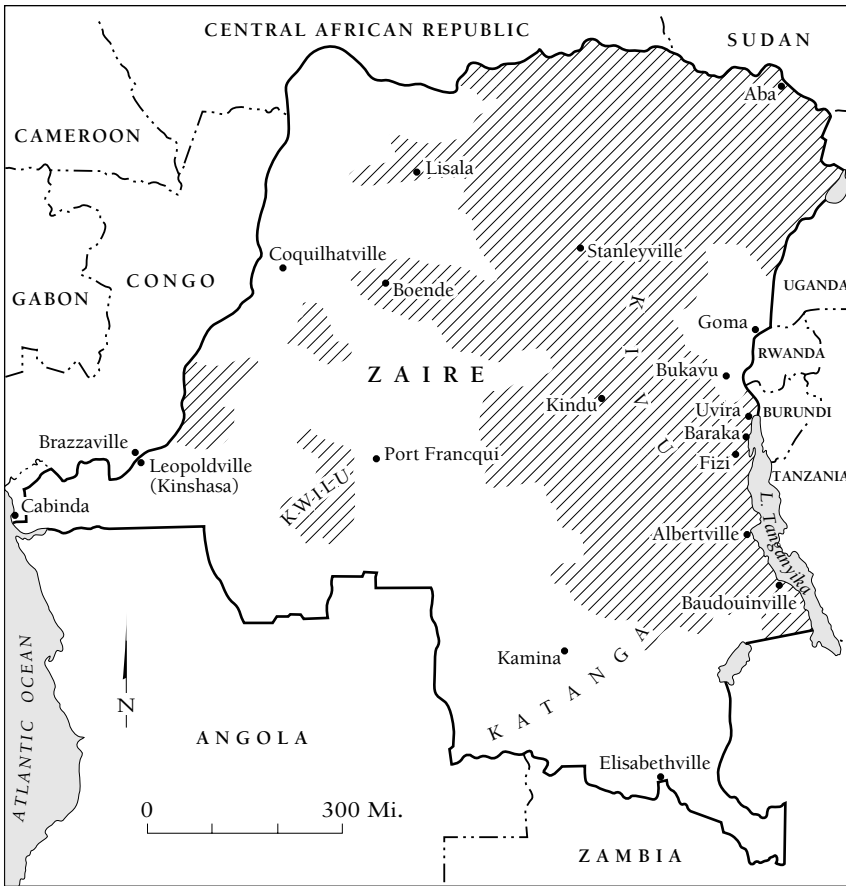 CENTRAL AFRICAN REPUBLIC
SUDAN
Aba
CAMEROON
Lisala
Stanleyville
Coquilhatville
CONGO
Boende
GABON
UGANDA
KIVU
Goma
RWANDA
ZAIRE
Bukavu
Kindu
Uvira
BURUNDI
Baraka
Brazzaville
Port Francqui
Fizi
Leopoldville
(Kinshasa)
TANZANIA
KWILU
Cabinda
L. Tanganyika
Albertville
Baudouinville
Kamina
KATANGA
N
ATLANTIC OCEAN
ANGOLA
Elisabethville
0 300 Mi.
ZAMBIA